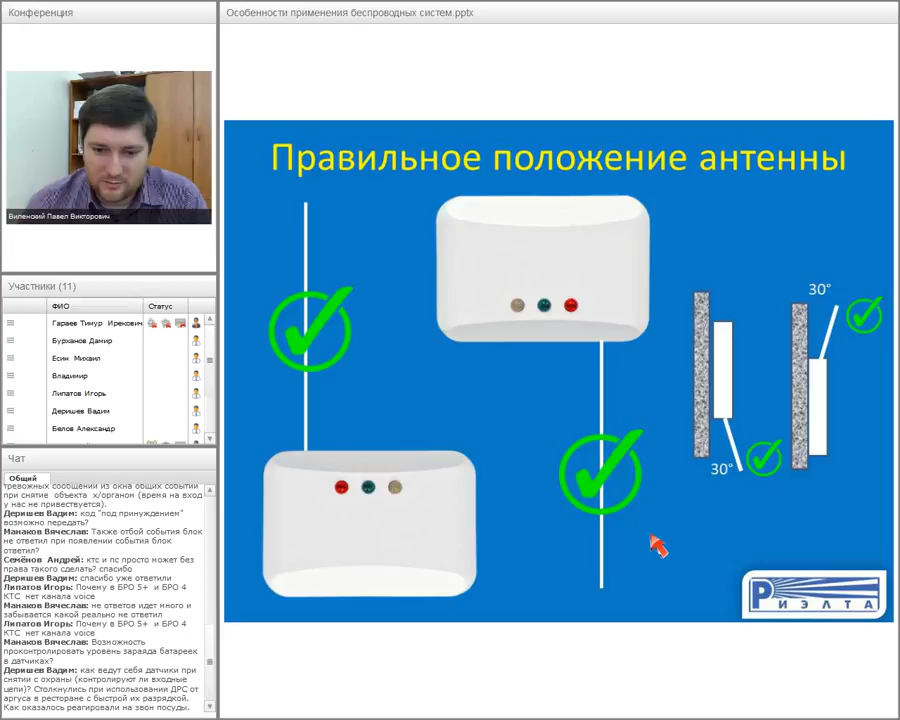 Конференция
Особенности применения беспроводных систем.pptx
Виленский Павел Викторович
Правильное положение антенны
30°
30°
РИЭЛТА
Участники (11)
ФИО
Статус
Гараев Тимур Ирекович
Бурханов Дамир
Есин Михаил
Владимир
Липатов Игорь
Деришев Вадим
Белов Александр
Чат
Общий
тревожных сообщений из окна общих событий
при снятие объекта х/органом (время на вход
у нас не привествуется).
Деришев Вадим: код "под принуждением"
возможно передать?
Манаков Вячеслав: Также отбой события блок
не ответил при появлении события блок
ответил?
Семёнов Андрей: ктс и пс просто может без
права такого сделать? спасибо
Деришев Вадим: спасибо уже ответили
Липатов Игорь: Почему в БРО 5+ и БРО 4
КТС нет канала voice
Манаков Вячеслав: не ответов идет много и
забывается какой реально не ответил
Липатов Игорь: Почему в БРО 5+ и БРО 4
КТС нет канала voice
Манаков Вячеслав: Возможность
проконтролировать уровень зараяда батареек
в датчиках?
Деришев Вадим: как ведут себя датчики при
снятии с охраны (контролируют ли входные
цепи)? Столкнулись при использовании ДРС от
аргуса в ресторане с быстрой их разрядкой.
Как оказалось реагировали на звон посуды.